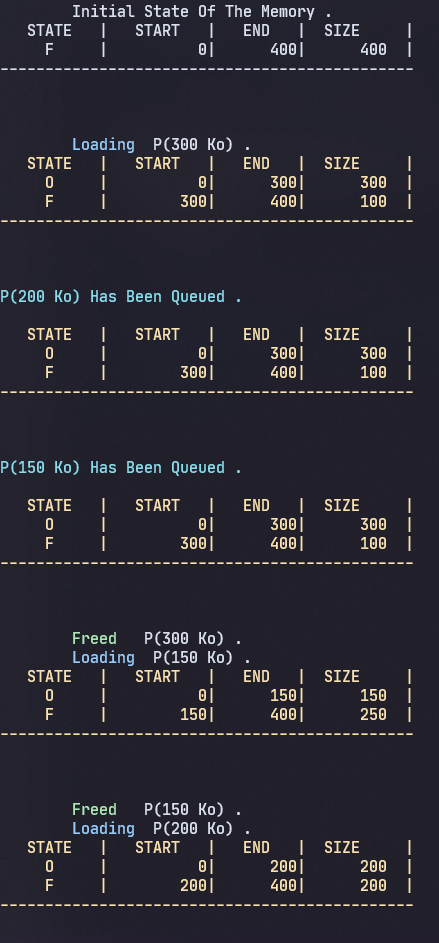 Initial State Of The Memory .
STATE | START | END | SIZE |
F | 0| 400| 400 |
----------------------------------------------
Loading P(300 Ko) .
STATE | START | END | SIZE |
O | 0| 300| 300 |
F | 300| 400| 100 |
----------------------------------------------
P(200 Ko) Has Been Queued .
STATE | START | END | SIZE |
O | 0| 300| 300 |
F | 300| 400| 100 |
----------------------------------------------
P(150 Ko) Has Been Queued .
STATE | START | END | SIZE |
O | 0| 300| 300 |
F | 300| 400| 100 |
----------------------------------------------
Freed P(300 Ko) .
Loading P(150 Ko) .
STATE | START | END | SIZE |
O | 0| 150| 150 |
F | 150| 400| 250 |
----------------------------------------------
Freed P(150 Ko) .
Loading P(200 Ko) .
STATE | START | END | SIZE |
O | 0| 200| 200 |
F | 200| 400| 200 |
----------------------------------------------